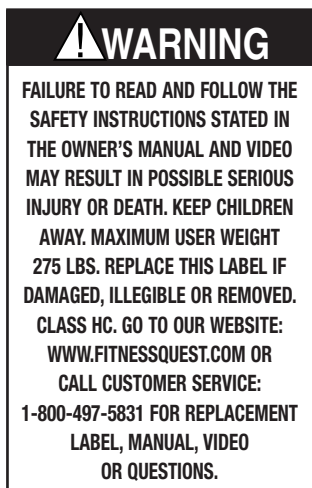 WARNING
FAILURE TO READ AND FOLLOW THE
SAFETY INSTRUCTIONS STATED IN
THE OWNER'S MANUAL AND VIDEO
MAY RESULT IN POSSIBLE SERIOUS
INJURY OR DEATH. KEEP CHILDREN
AWAY. MAXIMUM USER WEIGHT
275 LBS. REPLACE THIS LABEL IF
DAMAGED, ILLEGIBLE OR REMOVED.
CLASS HC. GO TO OUR WEBSITE:
WWW.FITNESSQUEST.COM OR
CALL CUSTOMER SERVICE:
1-800-497-5831 FOR REPLACEMENT
LABEL, MANUAL, VIDEO
OR QUESTIONS.